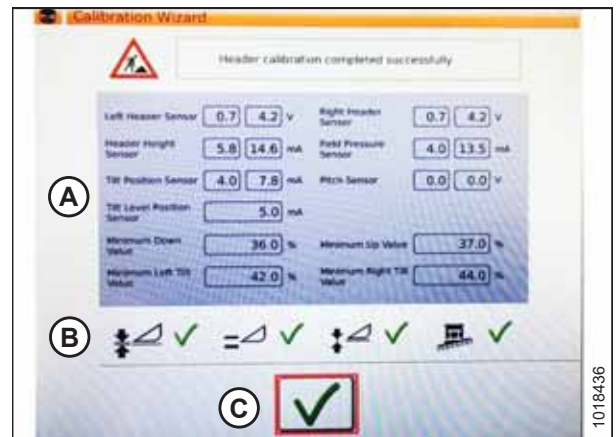 Calibration Wizard
Header calibration completed successfully
Left Header Sensor 0.7 4.2 V Right Header Sensor 0.7 4.2 V
Header Height Sensor 5.8 14.6 mA Feld Pressure Sensor 4.0 13.5 mA
Tilt Position Sensor 4.0 7.8 mA Pitch Sensor 0.0 0.0 V
Tilt Level Position Sensor 5.0 mA
Minimum Down Value 36.0 % Minimum Up Value 37.0 %
Minimum Left Tilt Value 42.0 % Minimum Right Tilt Value 44.0 %
A
B
C
1018436